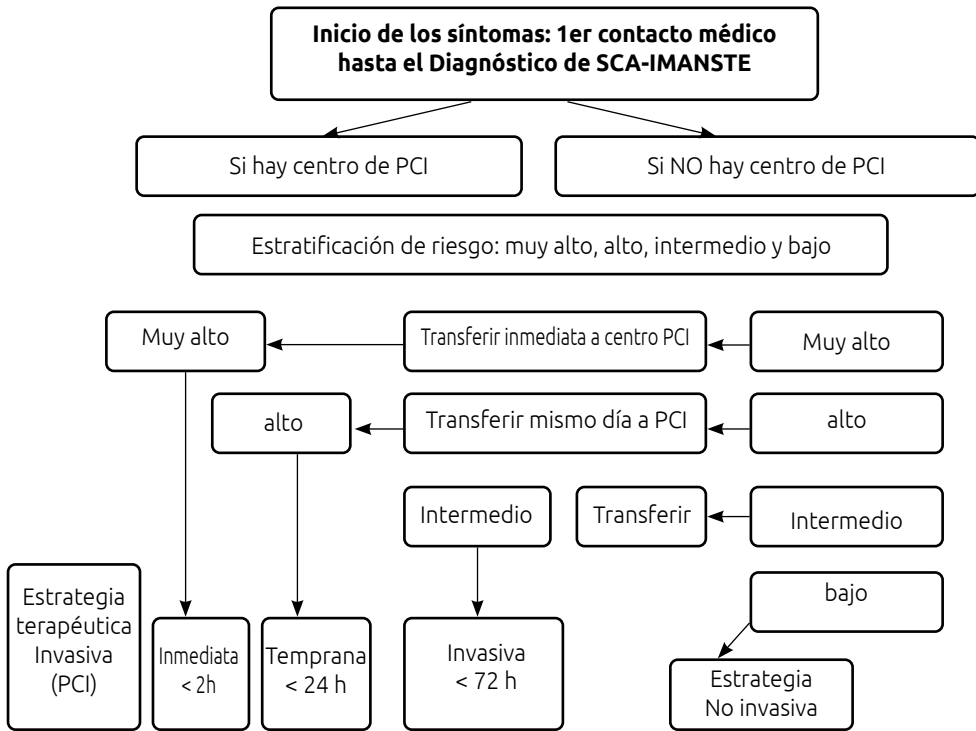 Inicio de los síntomas: 1er contacto médico
hasta el Diagnóstico de SCA-IMANSTE
Si hay centro de PCI
Si NO hay centro de PCI
Estratificación de riesgo: muy alto, alto, intermedio y bajo
Muy alto
Transferir inmediata a centro PCI
Muy alto
alto
Transferir mismo día a PCI
alto
Intermedio
Transferir
Intermedio
bajo
Estrategia
terapéutica
Invasiva
(PCI)
Inmediata
< 2h
Temprana
< 24 h
Invasiva
< 72 h
Estrategia
No invasiva